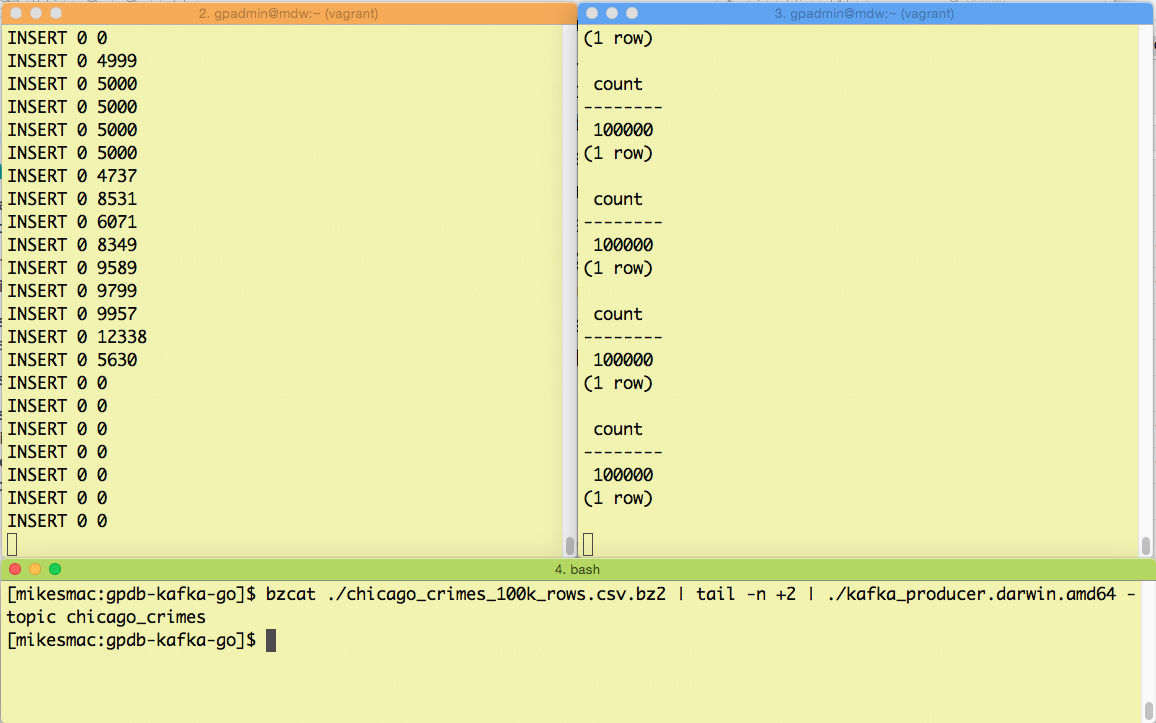 2. gpadmin@mdw:~ (vagrant)
INSERT 0 0
INSERT 0 4999
INSERT 0 5000
INSERT 0 5000
INSERT 0 5000
INSERT 0 5000
INSERT 0 4737
INSERT 0 8531
INSERT 0 6071
INSERT 0 8349
INSERT 0 9589
INSERT 0 9799
INSERT 0 9957
INSERT 0 12338
INSERT 0 5630
INSERT 0 0
INSERT 0 0
INSERT 0 0
INSERT 0 0
INSERT 0 0
INSERT 0 0
INSERT 0 0
3. gpadmin@mdw:~ (vagrant)
(1 row)
count
--------
100000
(1 row)
count
--------
100000
(1 row)
count
--------
100000
(1 row)
count
--------
100000
(1 row)
4. bash
[mikesmac:gpdb-kafka-go]$ bzcat ./chicago_crimes_100k_rows.csv.bz2 | tail -n +2 | ./kafka_producer.darwin.amd64 -
topic chicago_crimes
[mikesmac:gpdb-kafka-go]$